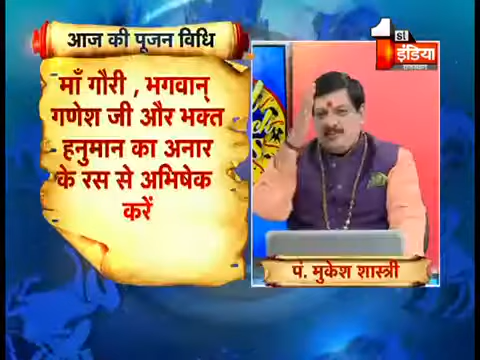 आज की पूजन विधि
माँ गौरी , भगवान्
गणेश जी और भक्त
हनुमान का अनार
के रस से अभिषेक
करें
1st
इंडिया
पं. मुकेश शास्त्री